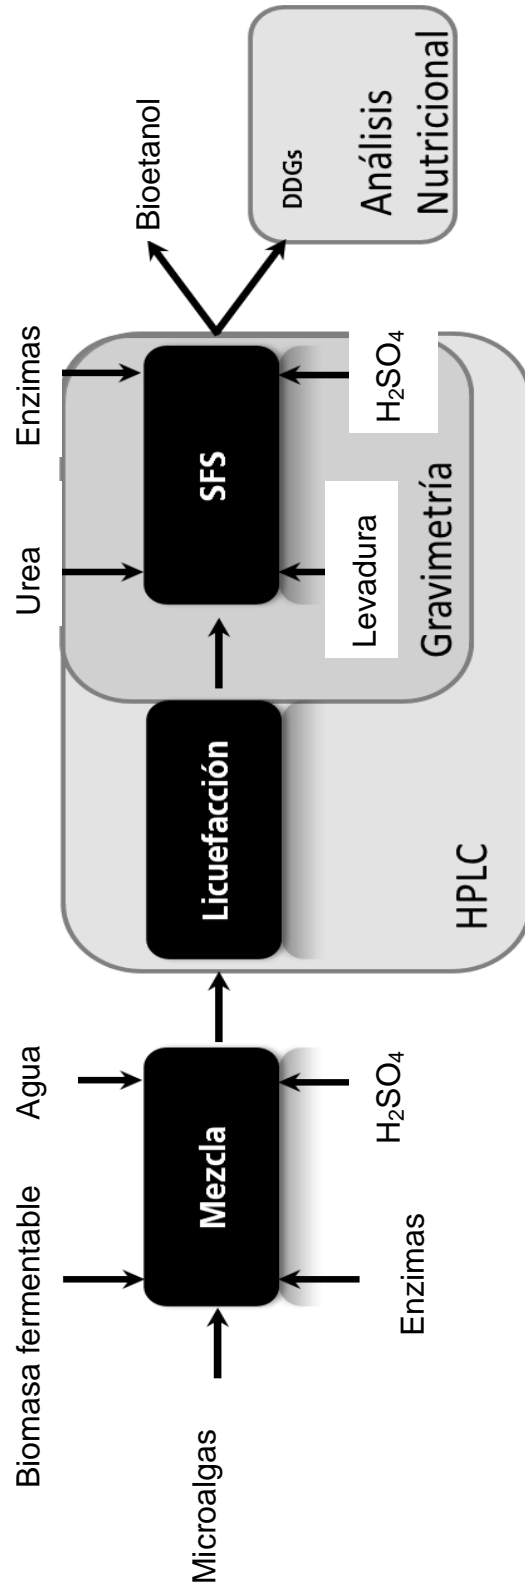 Biomasa fermentable
Agua
Urea
Enzimas
Microalgas
Mezcla
Licuefacción
SFS
Bioetanol
Enzimas
H₂SO₄
Levadura
H₂SO₄
HPLC
Gravimetría
DDGs
Análisis
Nutricional